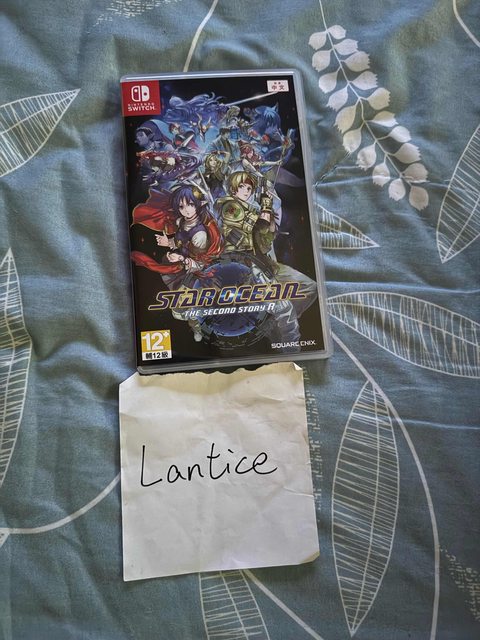 NINTENDO
SWITCH
中文
STAR OCEAN
THE SECOND STORY R
12+
輔12級
SQUARE ENIX
Lantice